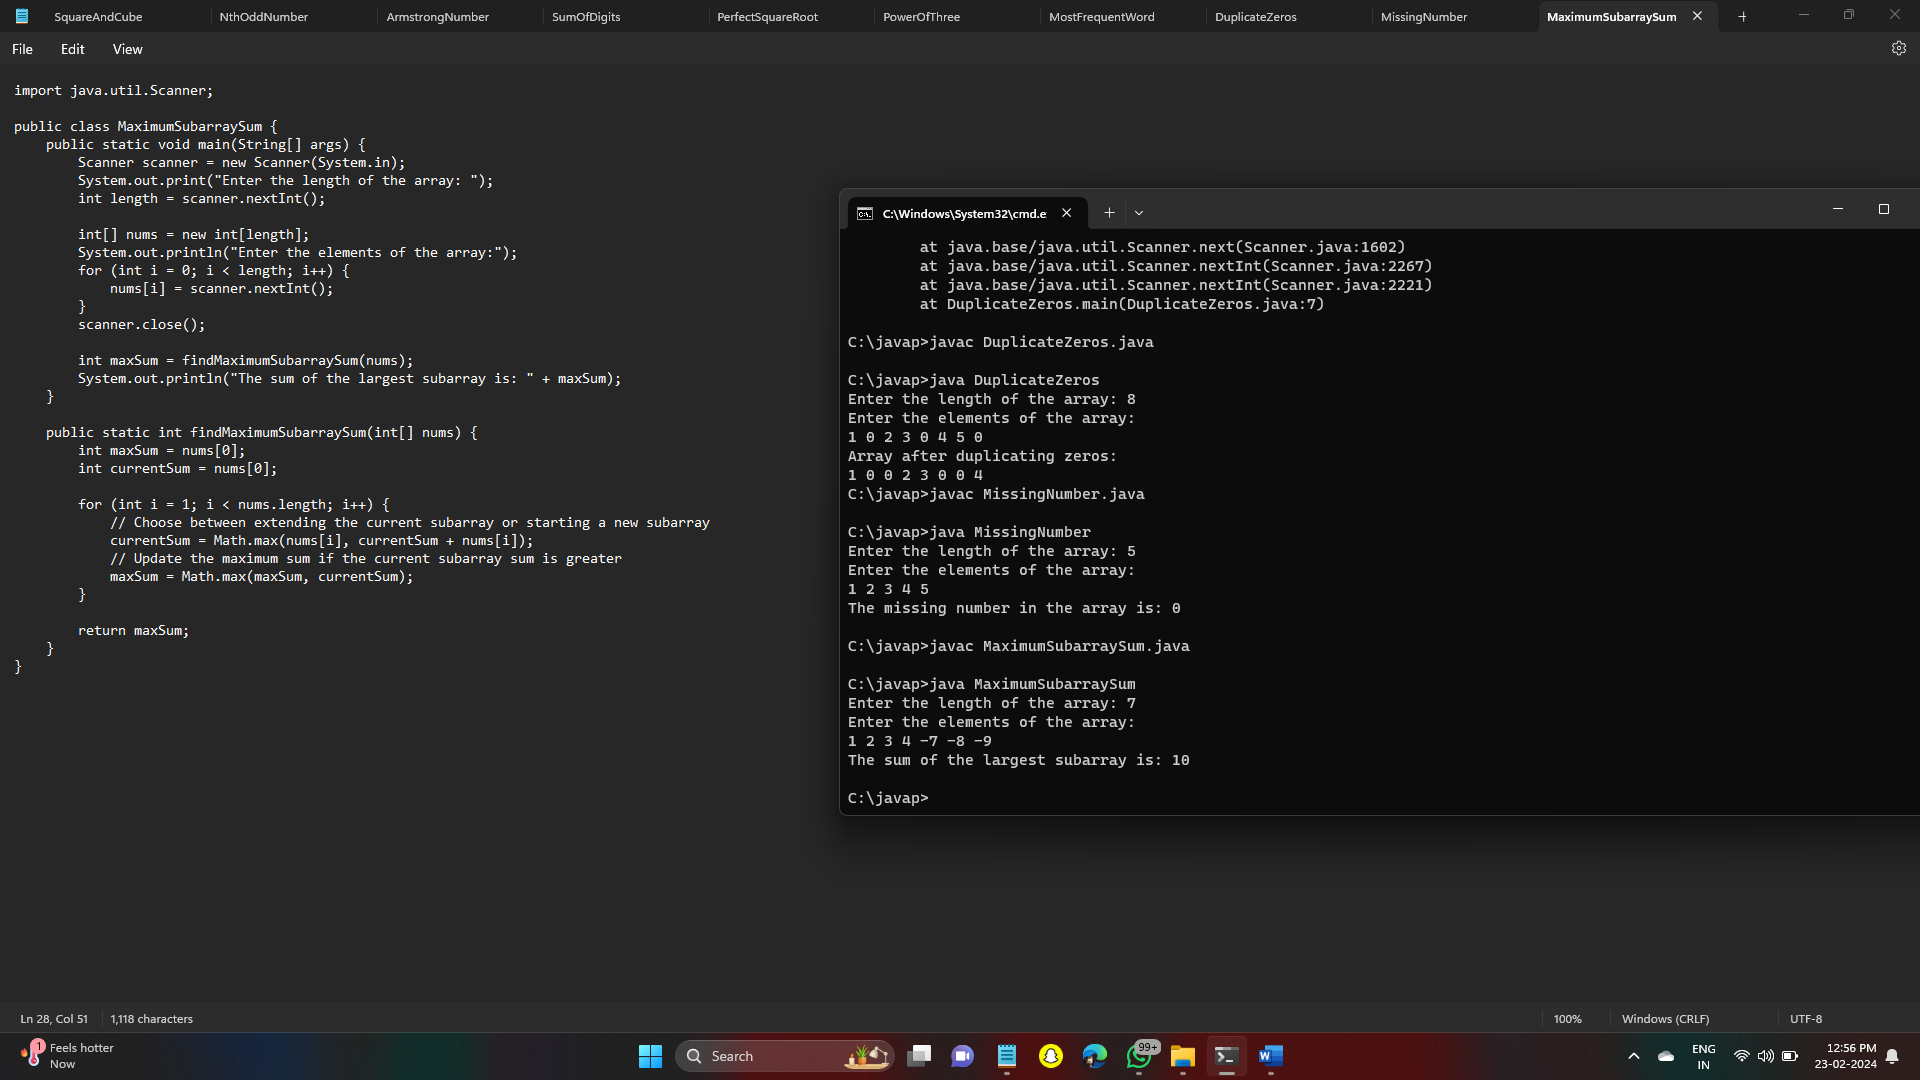 SquareAndCube NthOddNumber ArmstrongNumber SumOfDigits PerfectSquareRoot PowerOfThree MostFrequentWord DuplicateZeros MissingNumber MaximumSubarraySum
File Edit View
import java.util.Scanner;
public class MaximumSubarraySum {
public static void main(String[] args) {
Scanner scanner = new Scanner(System.in);
System.out.print("Enter the length of the array: ");
int length = scanner.nextInt();
int[] nums = new int[length];
System.out.println("Enter the elements of the array:");
for (int i = 0; i < length; i++) {
nums[i] = scanner.nextInt();
}
scanner.close();
int maxSum = findMaximumSubarraySum(nums);
System.out.println("The sum of the largest subarray is: " + maxSum);
}
public static int findMaximumSubarraySum(int[] nums) {
int maxSum = nums[0];
int currentSum = nums[0];
for (int i = 1; i < nums.length; i++) {
// Choose between extending the current subarray or starting a new subarray
currentSum = Math.max(nums[i], currentSum + nums[i]);
// Update the maximum sum if the current subarray sum is greater
maxSum = Math.max(maxSum, currentSum);
}
return maxSum;
}
}
C:\Windows\System32\cmd.e
at java.base/java.util.Scanner.next(Scanner.java:1602)
at java.base/java.util.Scanner.nextInt(Scanner.java:2267)
at java.base/java.util.Scanner.nextInt(Scanner.java:2221)
at DuplicateZeros.main(DuplicateZeros.java:7)
C:\javap>javac DuplicateZeros.java
C:\javap>java DuplicateZeros
Enter the length of the array: 8
Enter the elements of the array:
1 0 2 3 0 4 5 0
Array after duplicating zeros:
1 0 0 2 3 0 0 4
C:\javap>javac MissingNumber.java
C:\javap>java MissingNumber
Enter the length of the array: 5
Enter the elements of the array:
1 2 3 4 5
The missing number in the array is: 0
C:\javap>javac MaximumSubarraySum.java
C:\javap>java MaximumSubarraySum
Enter the length of the array: 7
Enter the elements of the array:
1 2 3 4 -7 -8 -9
The sum of the largest subarray is: 10
C:\javap>
Ln 28, Col 51 1,118 characters 100% Windows (CRLF) UTF-8
1
Feels hotter
Now
Search
99+
ENG
IN
12:56 PM
23-02-2024